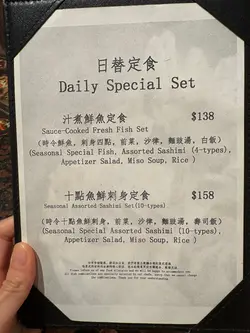 日替定食
Daily Special Set
汁煮鮮魚定食 $138
Sauce-Cooked Fresh Fish Set
(時令鮮魚, 刺身四點, 前菜, 沙律, 麵豉湯, 白飯)
(Seasonal Special Fish, Assorted Sashimi (4-types),
Appetizer Salad, Miso Soup, Rice )
十點魚鮮刺身定食 $158
Seasonal Assorted Sashimi Set(10-types)
(時令十點魚鮮刺身, 前菜, 沙律, 麵豉湯, 壽司飯)
(Seasonal Special Assorted Sashimi (10-types),
Appetizer Salad, Miso Soup, Rice )